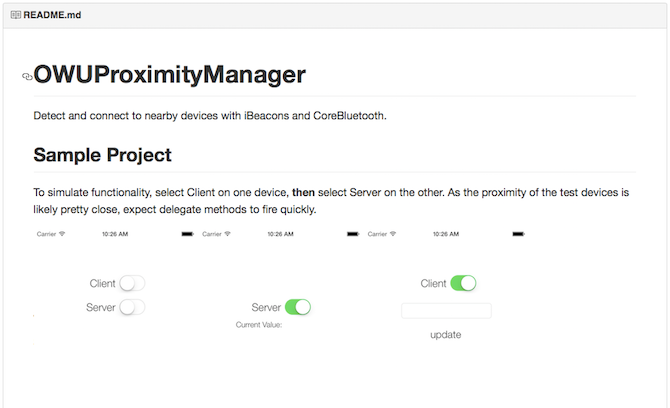 README.md
OWUProximityManager
Detect and connect to nearby devices with iBeacons and CoreBluetooth.
Sample Project
To simulate functionality, select Client on one device, then select Server on the other. As the proximity of the test devices is
likely pretty close, expect delegate methods to fire quickly.
Carrier 10:26 AM Carrier 10:26 AM Carrier 10:26 AM
Client Client
Server Server
Current Value:
update